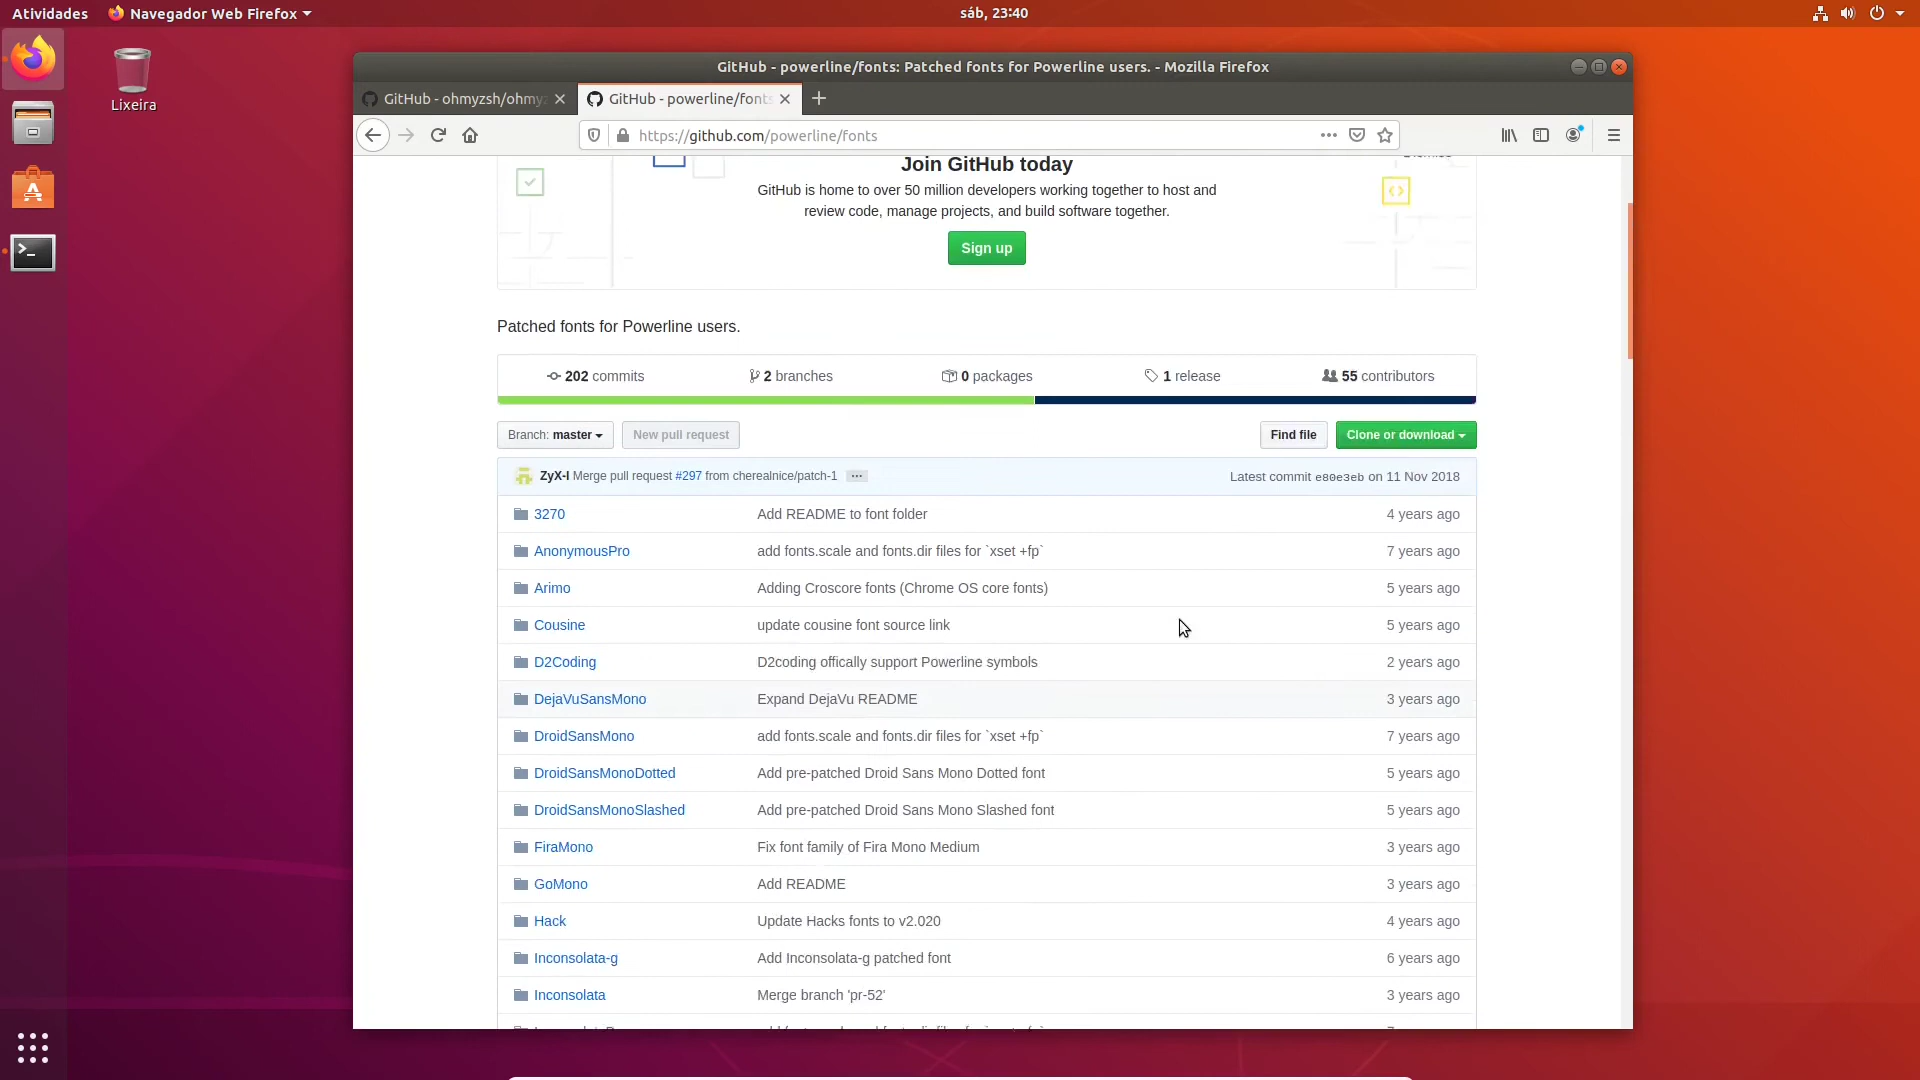 Atividades Navegador Web Firefox sáb, 23:40
Lixeira
GitHub - powerline/fonts: Patched fonts for Powerline users. - Mozilla Firefox
GitHub - ohmyzsh/ohmyz GitHub - powerline/fonts
https://github.com/powerline/fonts
Join GitHub today
GitHub is home to over 50 million developers working together to host and
review code, manage projects, and build software together.
Sign up
Patched fonts for Powerline users.
202 commits 2 branches 0 packages 1 release 55 contributors
Branch: master New pull request Find file Clone or download
ZyX-I Merge pull request #297 from cherealnice/patch-1 Latest commit e80e3eb on 11 Nov 2018
3270 Add README to font folder 4 years ago
AnonymousPro add fonts.scale and fonts.dir files for `xset +fp` 7 years ago
Arimo Adding Croscore fonts (Chrome OS core fonts) 5 years ago
Cousine update cousine font source link 5 years ago
D2Coding D2coding offically support Powerline symbols 2 years ago
DejaVuSansMono Expand DejaVu README 3 years ago
DroidSansMono add fonts.scale and fonts.dir files for `xset +fp` 7 years ago
DroidSansMonoDotted Add pre-patched Droid Sans Mono Dotted font 5 years ago
DroidSansMonoSlashed Add pre-patched Droid Sans Mono Slashed font 5 years ago
FiraMono Fix font family of Fira Mono Medium 3 years ago
GoMono Add README 3 years ago
Hack Update Hacks fonts to v2.020 4 years ago
Inconsolata-g Add Inconsolata-g patched font 6 years ago
Inconsolata Merge branch 'pr-52' 3 years ago